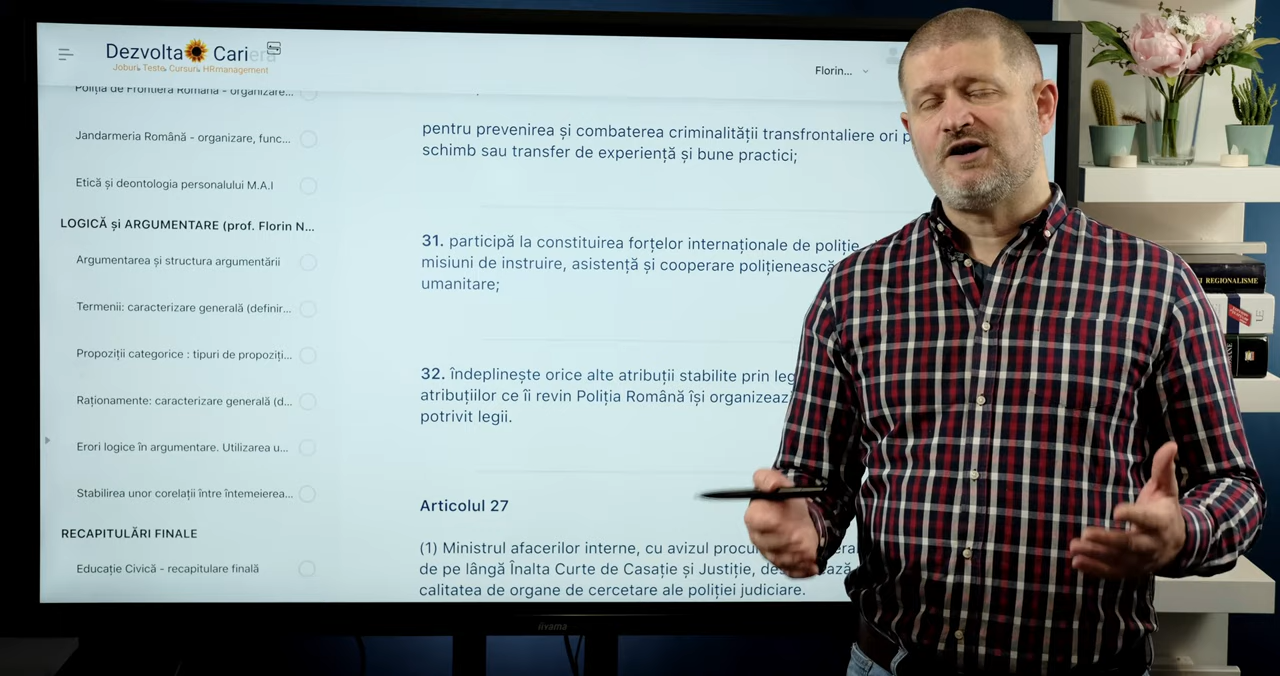 Dezvolta Cariera
Joburi, Teste, Cursuri, HRmanagement
Florin...
Poliția de Frontieră Română - organizare...
Jandarmeria Română - organizare, func...
Etică și deontologia personalului M.A.I
LOGICĂ și ARGUMENTARE (prof. Florin N...
Argumentarea și structura argumentării
Termenii: caracterizare generală (definir...
Propoziții categorice : tipuri de propoziți...
Raționamente: caracterizare generală (d...
Erori logice în argumentare. Utilizarea u...
Stabilirea unor corelații între întemeierea...
RECAPITULĂRI FINALE
Educație Civică - recapitulare finală
pentru prevenirea și combaterea criminalității transfrontaliere ori p
schimb sau transfer de experiență și bune practici;
31. participă la constituirea forțelor internaționale de poliție
misiuni de instruire, asistență și cooperare polițienească
umanitare;
32. îndeplinește orice alte atribuții stabilite prin leg
atribuțiilor ce îi revin Poliția Română își organizeaz
potrivit legii.
Articolul 27
(1) Ministrul afacerilor interne, cu avizul procu
de pe lângă Înalta Curte de Casație și Justiție, des
calitatea de organe de cercetare ale poliției judiciare.
iiyama
REGIONALISME